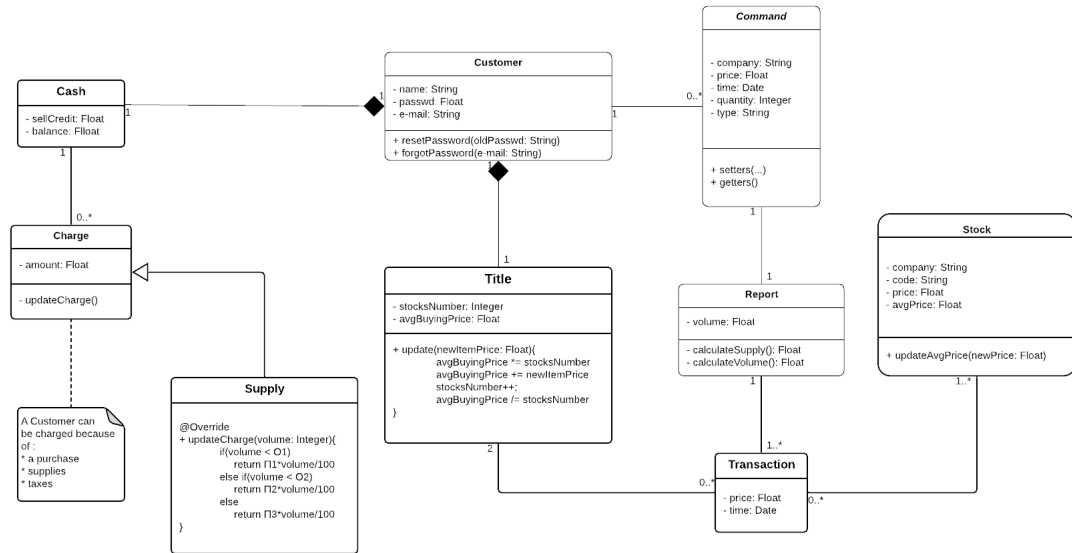 Command
- company: String
- price: Float
- time: Date
- quantity: Integer
- type: String
+ setters(...)
+ getters()
Customer
- name: String
- passwd: Float
- e-mail: String
+ resetPassword(oldPasswd: String)
+ forgotPassword(e-mail: String)
Cash
- sellCredit: Float
- balance: Float
1
1
1
0..*
1
1
1
0..*
Charge
- amount: Float
- updateCharge()
1
Title
- stocksNumber: Integer
- avgBuyingPrice: Float
+ update(newItemPrice: Float){
avgBuyingPrice *= stocksNumber
avgBuyingPrice += newItemPrice
stocksNumber++;
avgBuyingPrice /= stocksNumber
}
2
1
1
Report
- volume: Float
- calculateSupply(): Float
- calculateVolume(): Float
1
Stock
- company: String
- code: String
- price: Float
- avgPrice: Float
+ updateAvgPrice(newPrice: Float)
1..*
Supply
@Override
+ updateCharge(volume: Integer){
if(volume < O1)
return Π1*volume/100
else if(volume < O2)
return Π2*volume/100
else
return Π3*volume/100
}
A Customer can
be charged because
of :
* a purchase
* supplies
* taxes
1..*
0..*
0..*
Transaction
- price: Float
- time: Date